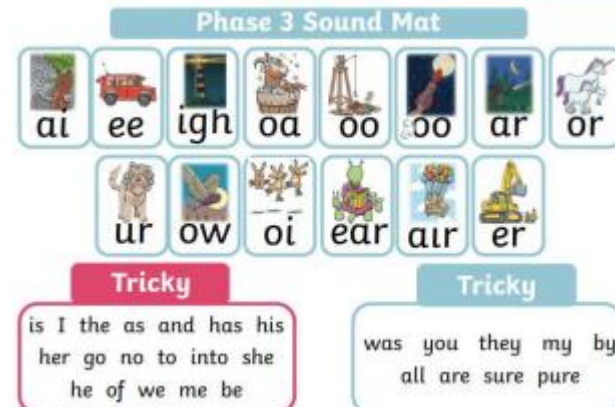 Phase 3 Sound Mat
ai ee igh oa oo oo ar or
ur ow oi ear air er
Tricky
is I the as and has his
her go no to into she
he of we me be
Tricky
was you they my by
all are sure pure